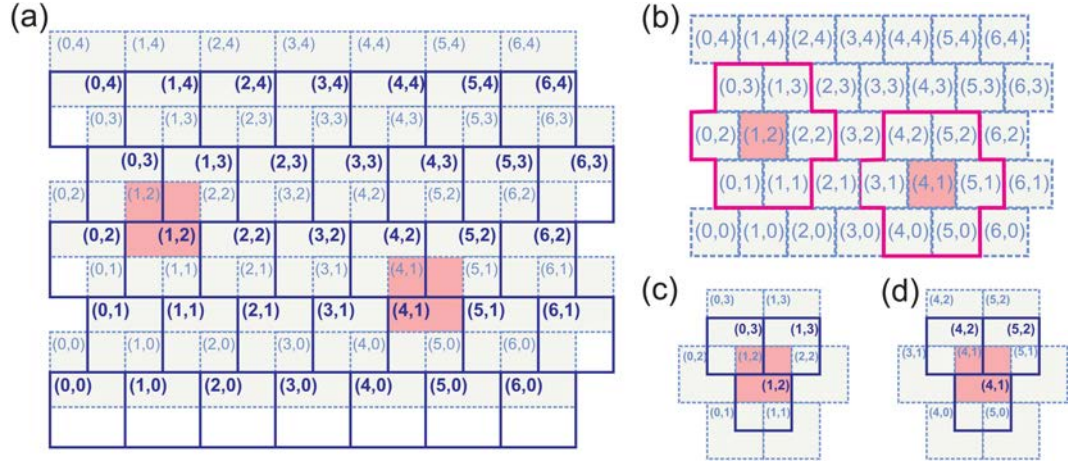 (a)
(0,4) (1,4) (2,4) (3,4) (4,4) (5,4) (6,4)
(0,4) (1,4) (2,4) (3,4) (4,4) (5,4) (6,4)
(0,3) (1,3) (2,3) (3,3) (4,3) (5,3) (6,3)
(0,3) (1,3) (2,3) (3,3) (4,3) (5,3) (6,3)
(0,2) (1,2) (2,2) (3,2) (4,2) (5,2) (6,2)
(0,2) (1,2) (2,2) (3,2) (4,2) (5,2) (6,2)
(0,1) (1,1) (2,1) (3,1) (4,1) (5,1) (6,1)
(0,1) (1,1) (2,1) (3,1) (4,1) (5,1) (6,1)
(0,0) (1,0) (2,0) (3,0) (4,0) (5,0) (6,0)
(0,0) (1,0) (2,0) (3,0) (4,0) (5,0) (6,0)
(b)
(0,4) (1,4) (2,4) (3,4) (4,4) (5,4) (6,4)
(0,3) (1,3) (2,3) (3,3) (4,3) (5,3) (6,3)
(0,2) (1,2) (2,2) (3,2) (4,2) (5,2) (6,2)
(0,1) (1,1) (2,1) (3,1) (4,1) (5,1) (6,1)
(0,0) (1,0) (2,0) (3,0) (4,0) (5,0) (6,0)
(c)
(0,3) (1,3)
(0,3) (1,3)
(0,2) (1,2) (2,2)
(1,2)
(0,1) (1,1)
(d)
(4,2) (5,2)
(4,2) (5,2)
(3,1) (4,1) (5,1)
(4,1)
(4,0) (5,0)